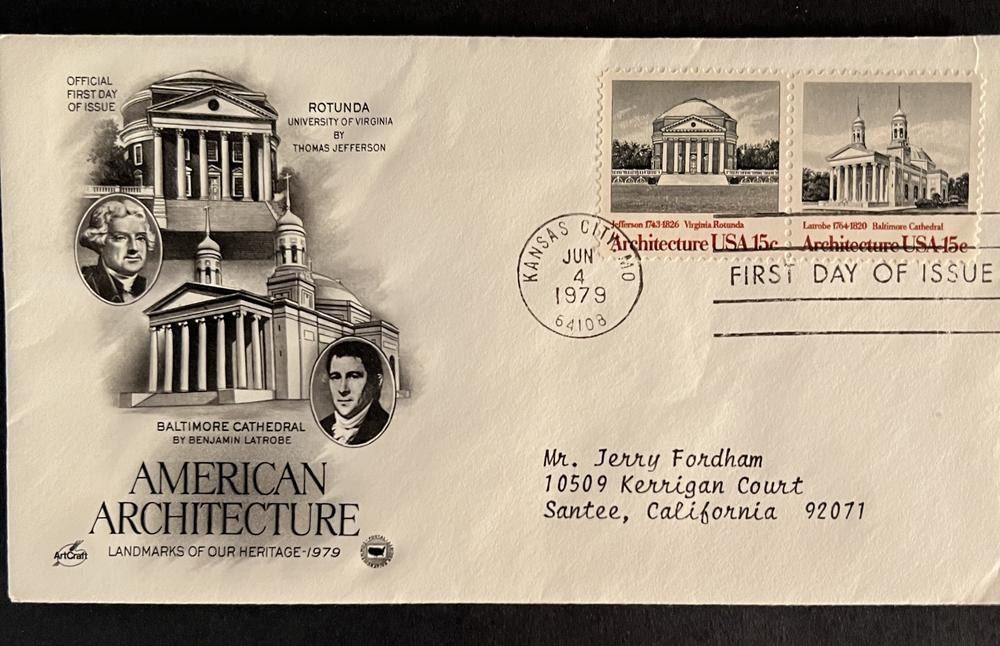 OFFICIAL
FIRST DAY
OF ISSUE
ROTUNDA
UNIVERSITY OF VIRGINIA
BY
THOMAS JEFFERSON
Jefferson 1743-1826 Virginia Rotunda
Architecture USA 15c
Latrobe 1764-1820 Baltimore Cathedral
Architecture USA 15c
KANSAS CITY, MO
JUN
4
1979
64108
FIRST DAY OF ISSUE
BALTIMORE CATHEDRAL
BY BENJAMIN LATROBE
AMERICAN
ARCHITECTURE
LANDMARKS OF OUR HERITAGE-1979
ArtCraft
Mr. Jerry Fordham
10509 Kerrigan Court
Santee, California 92071